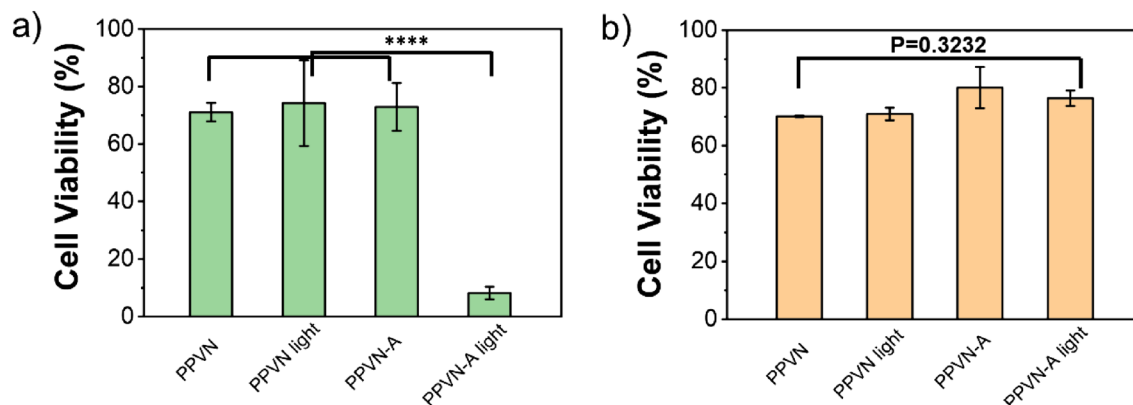 a)
Cell Viability (%)
100
80
60
40
20
0
****
PPVN
PPVN light
PPVN-A
PPVN-A light
b)
Cell Viability (%)
100
80
60
40
20
0
P=0.3232
PPVN
PPVN light
PPVN-A
PPVN-A light